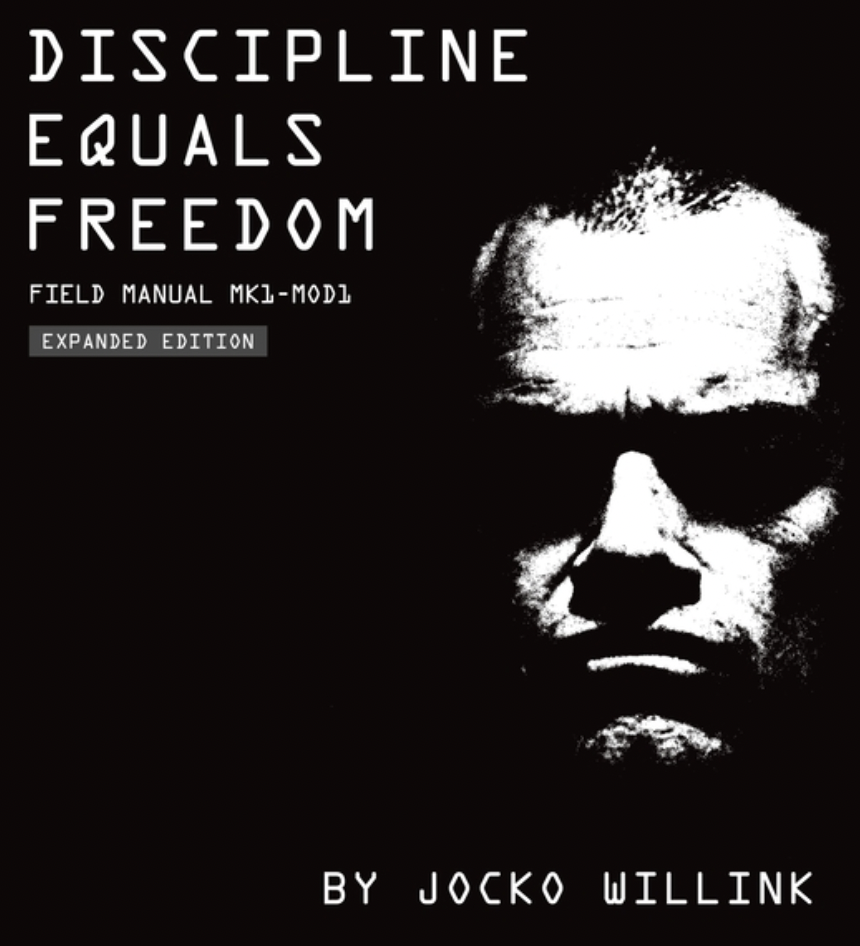 DISCIPLINE
EQUALS
FREEDOM
FIELD MANUAL MK1-MOD1
EXPANDED EDITION
BY JOCKO WILLINK